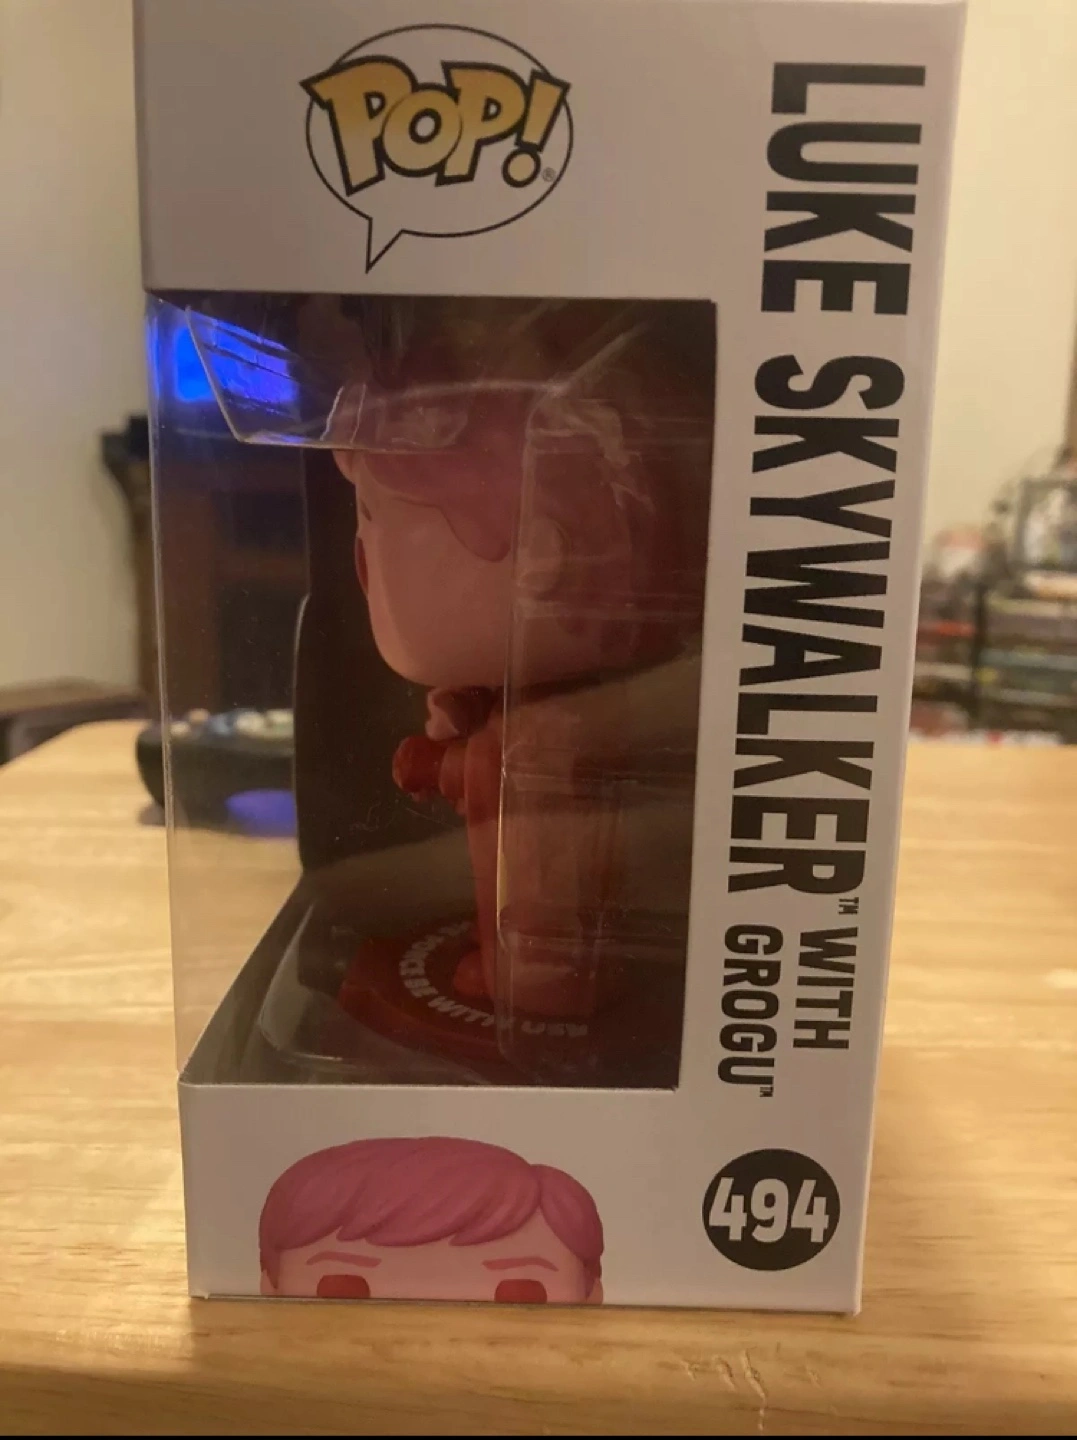 POP!®
LUKE SKYWALKER™ WITH
GROGU™
494